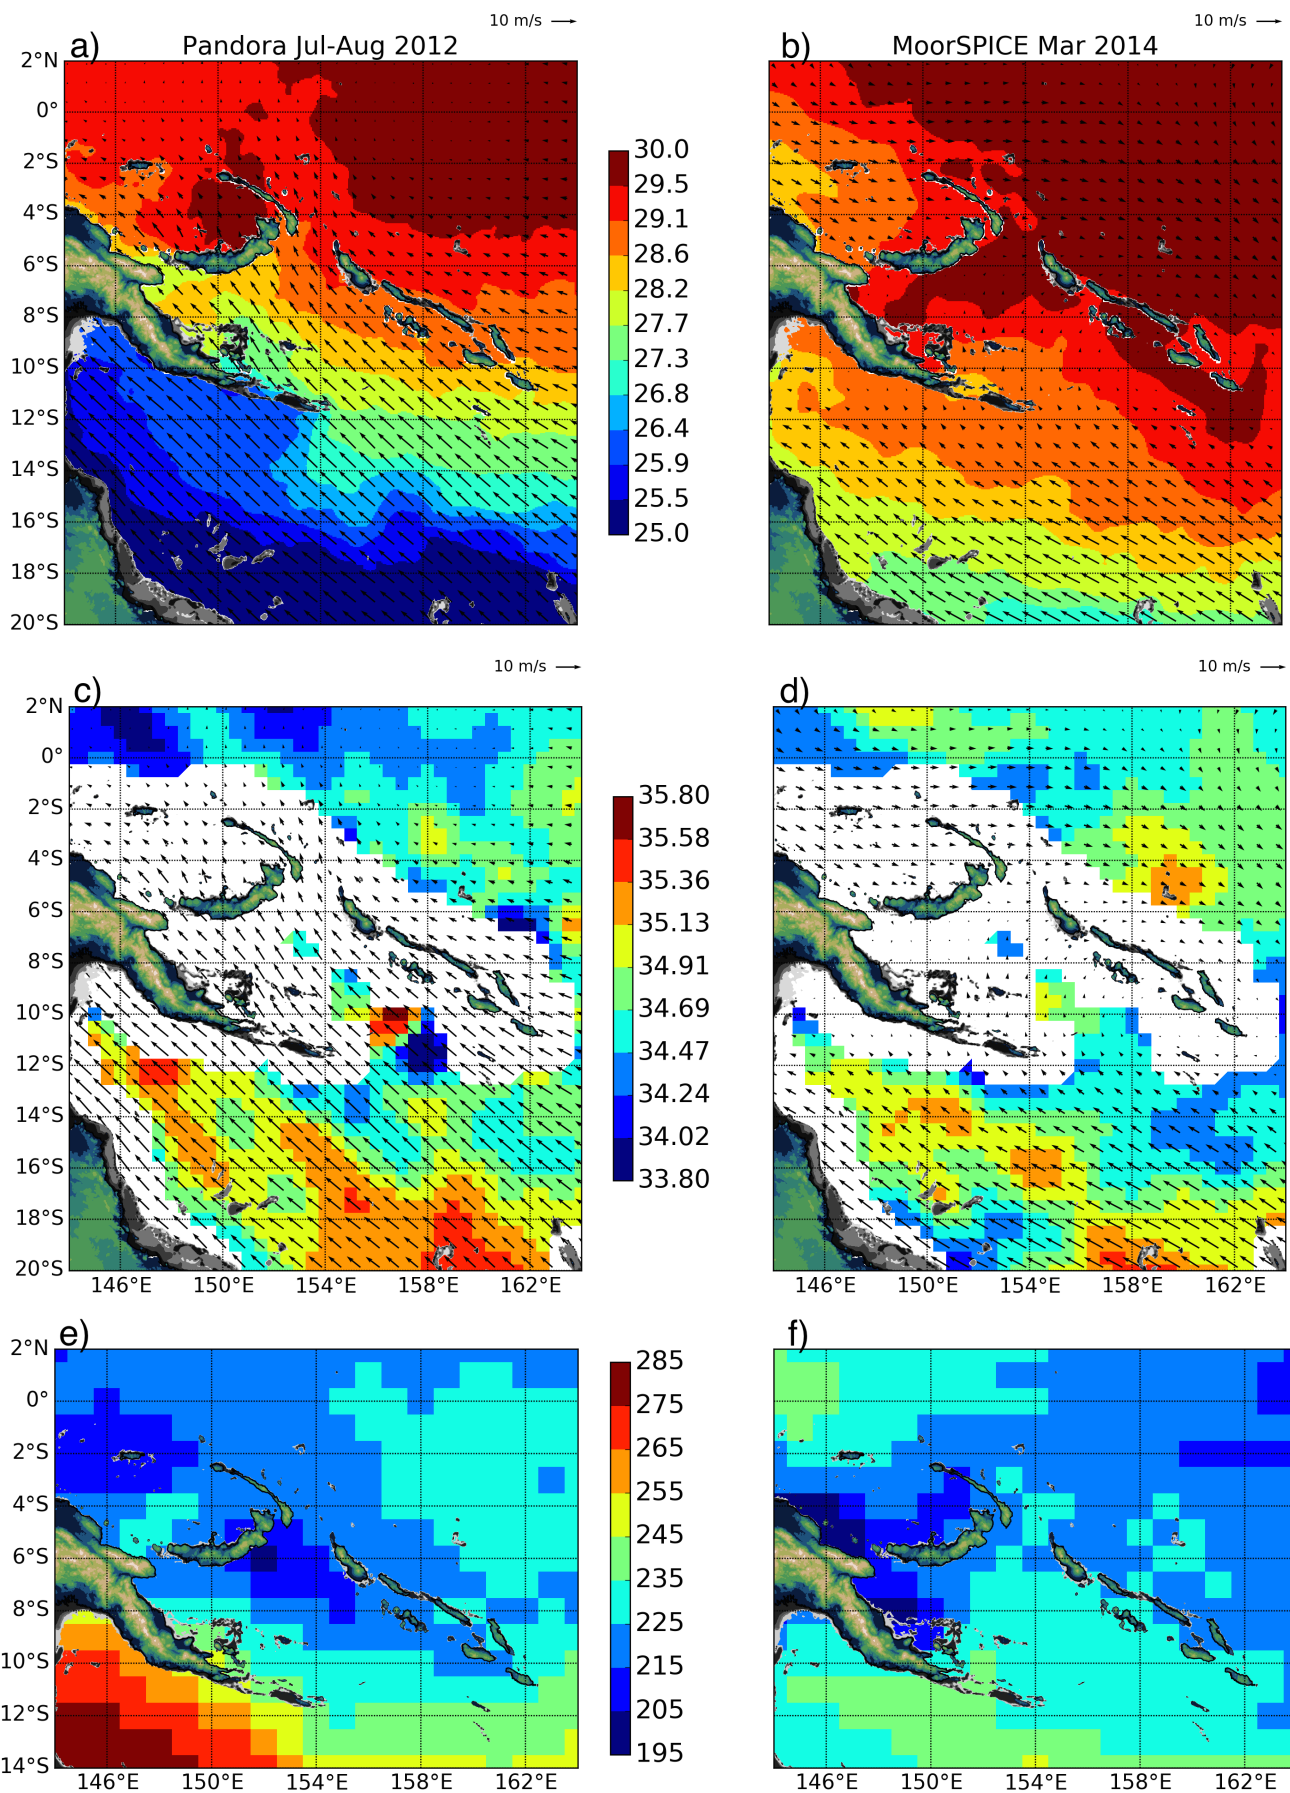 10 m/s
10 m/s
a)
Pandora Jul-Aug 2012
b)
MoorSPICE Mar 2014
2°N
0°
2°S
4°S
6°S
8°S
10°S
12°S
14°S
16°S
18°S
20°S
30.0
29.5
29.1
28.6
28.2
27.7
27.3
26.8
26.4
25.9
25.5
25.0
10 m/s
10 m/s
c)
d)
2°N
0°
2°S
4°S
6°S
8°S
10°S
12°S
14°S
16°S
18°S
20°S
35.80
35.58
35.36
35.13
34.91
34.69
34.47
34.24
34.02
33.80
146°E 150°E 154°E 158°E 162°E
146°E 150°E 154°E 158°E 162°E
e)
f)
2°N
0°
2°S
4°S
6°S
8°S
10°S
12°S
14°S
285
275
265
255
245
235
225
215
205
195
146°E 150°E 154°E 158°E 162°E
146°E 150°E 154°E 158°E 162°E